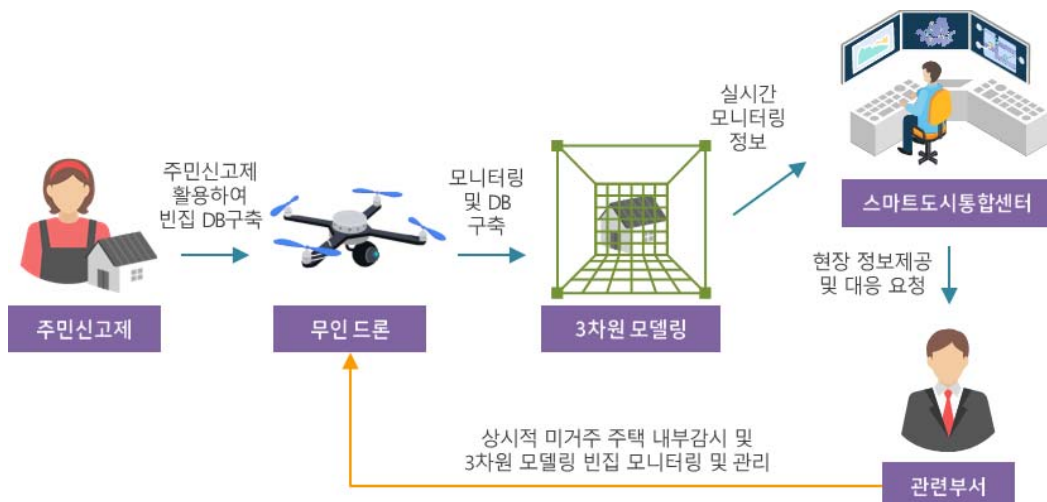 주민신고제
활용하여
빈집 DB구축
모니터링
및 DB
구축
실시간
모니터링
정보
스마트도시통합센터
현장 정보제공
및 대응 요청
주민신고제
무인 드론
3차원 모델링
상시적 미거주 주택 내부감시 및
3차원 모델링 빈집 모니터링 및 관리
관련부서